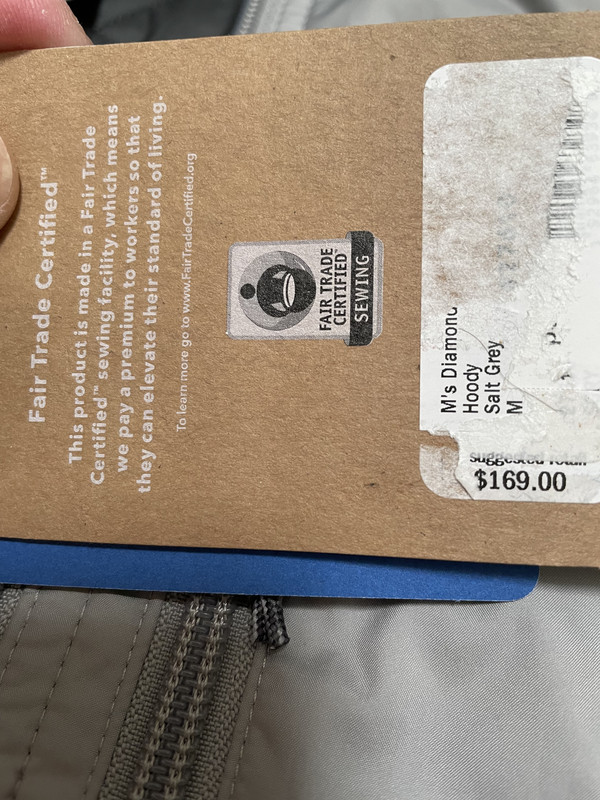 Fair Trade Certified™
This product is made in a Fair Trade
Certified™ sewing facility, which means
we pay a premium to workers so that
they can elevate their standard of living.
To learn more go to www.FairTradeCertified.org
FAIR TRADE
CERTIFIED
SEWING
M's Diamond
Hoody
Salt Grey
M
suggested retail
$169.00